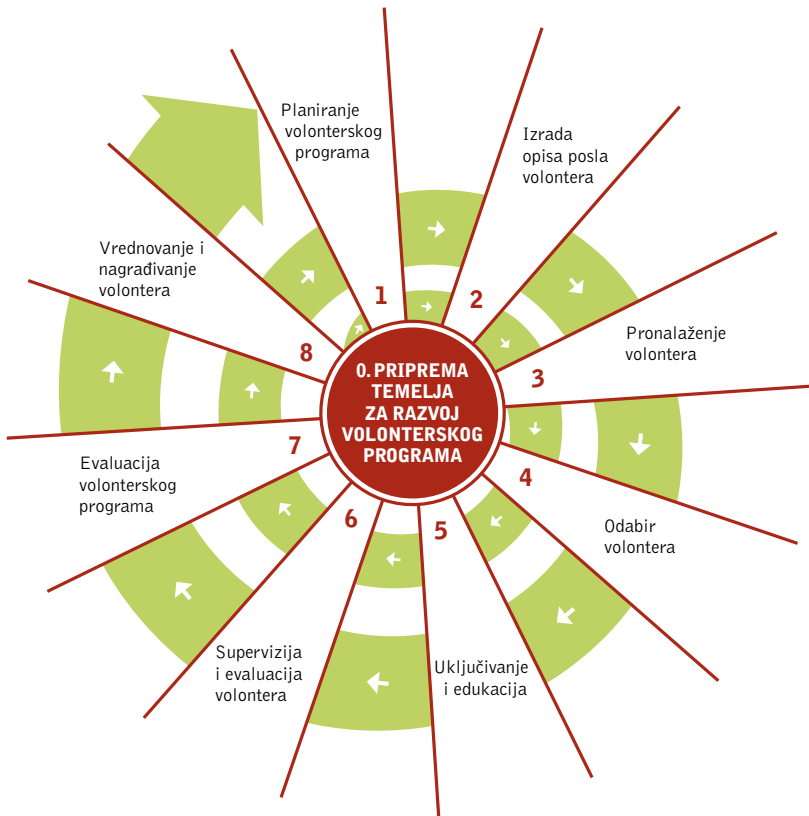 0. PRIPREMA
TEMELJA
ZA RAZVOJ
VOLONTERSKOG
PROGRAMA
1
Planiranje
volonterskog
programa
2
Izrada
opisa posla
volontera
3
Pronalaženje
volontera
4
Odabir
volontera
5
Uključivanje
i edukacija
6
Supervizija
i evaluacija
volontera
7
Evaluacija
volonterskog
programa
8
Vrednovanje i
nagrađivanje
volontera